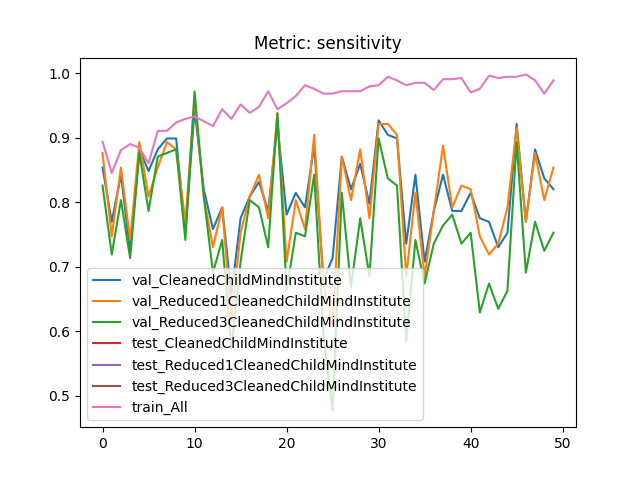 Metric: sensitivity
1.0
0.9
0.8
0.7
0.6
0.5
val_CleanedChildMindInstitute
val_Reduced1CleanedChildMindInstitute
val_Reduced3CleanedChildMindInstitute
test_CleanedChildMindInstitute
test_Reduced1CleanedChildMindInstitute
test_Reduced3CleanedChildMindInstitute
train_All
0 10 20 30 40 50